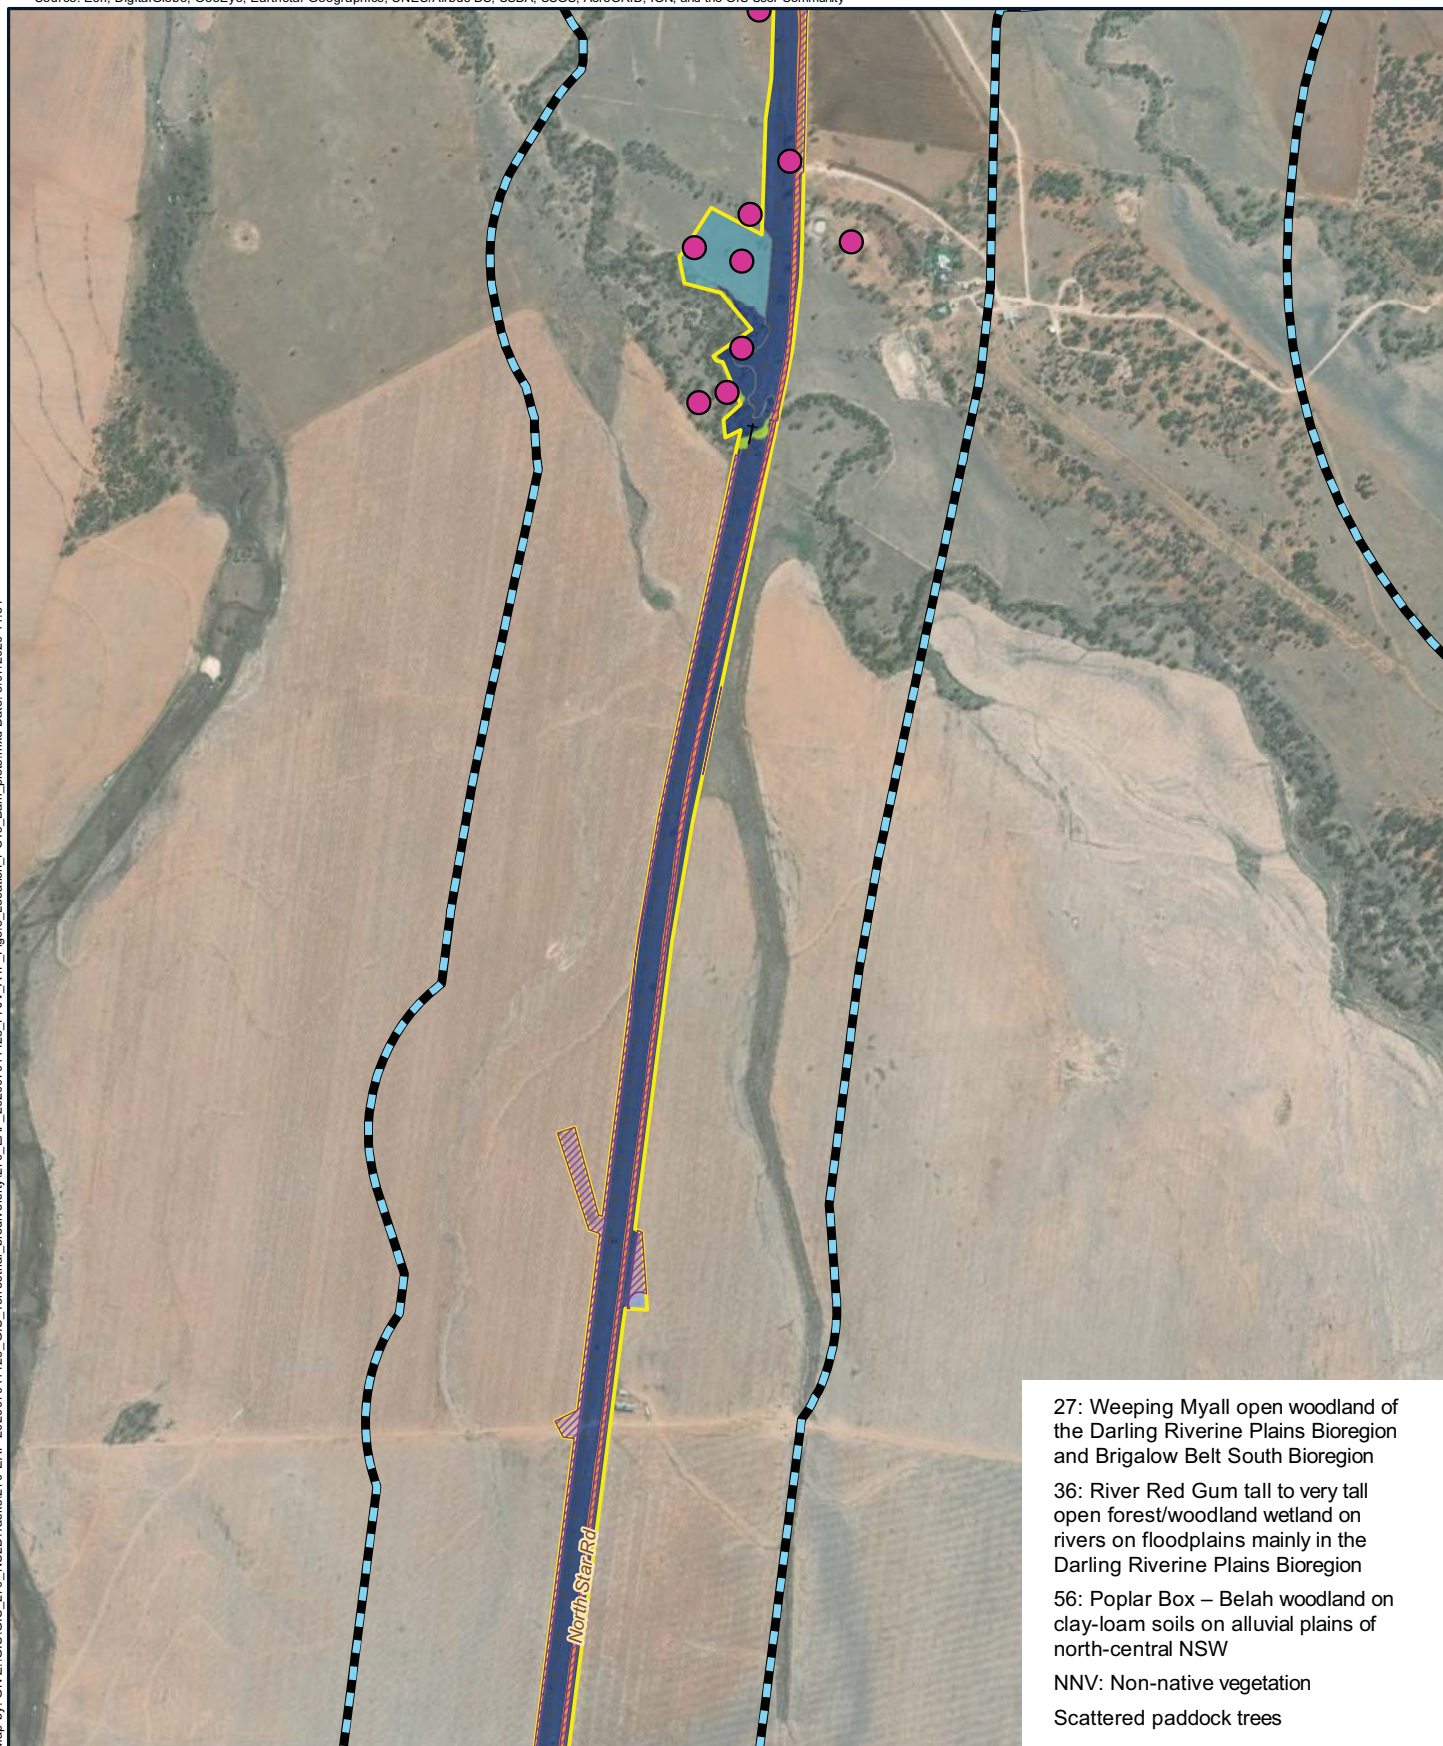 North Star Rd
27: Weeping Myall open woodland of
the Darling Riverine Plains Bioregion
and Brigalow Belt South Bioregion
36: River Red Gum tall to very tall
open forest/woodland wetland on
rivers on floodplains mainly in the
Darling Riverine Plains Bioregion
56: Poplar Box – Belah woodland on
clay-loam soils on alluvial plains of
north-central NSW
NNV: Non-native vegetation
Scattered paddock trees